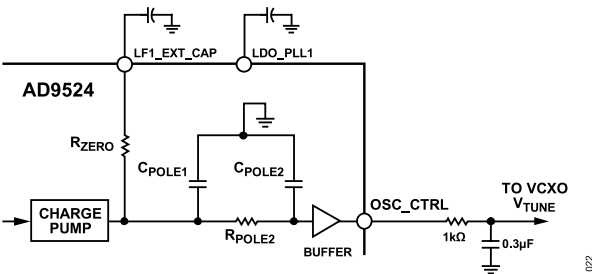 LF1_EXT_CAP
LDO_PLL1
AD9524
RZERO
CPOLE1
CPOLE2
OSC_CTRL
TO VCXO
VTUNE
CHARGE
PUMP
RPOLE2
BUFFER
1kΩ
0.3µF
022